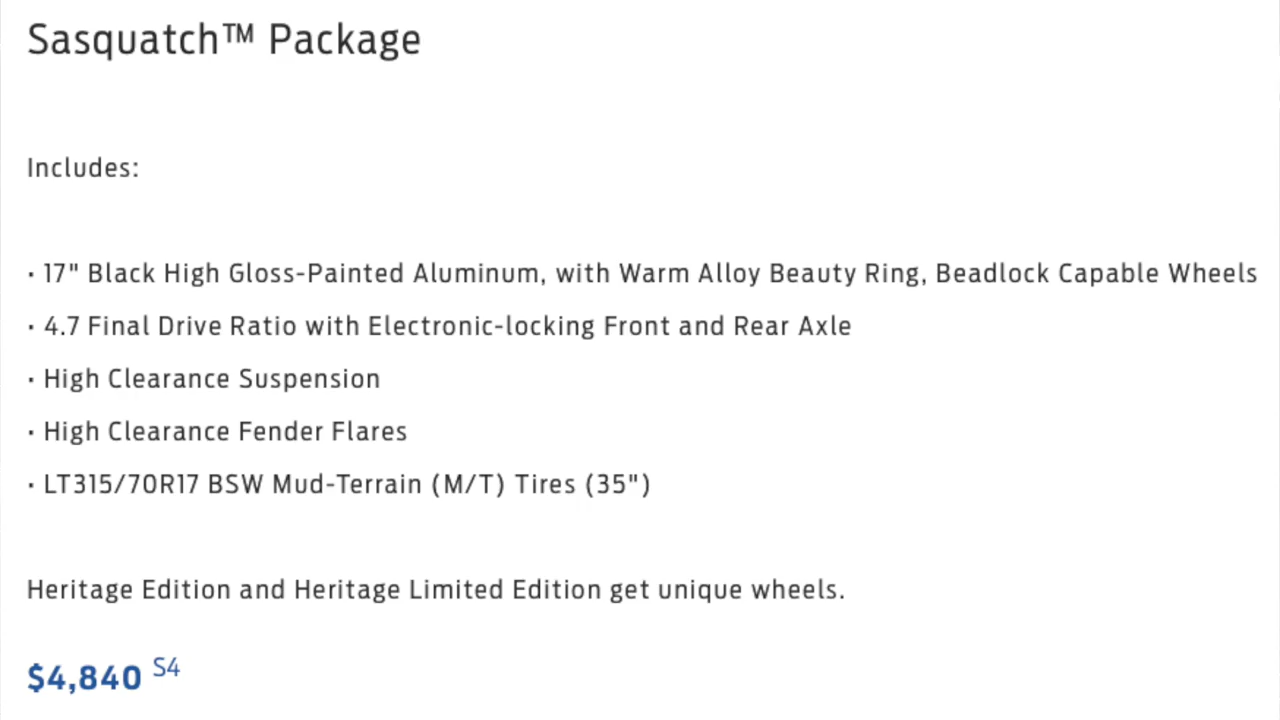 Sasquatch™ Package
Includes:
• 17" Black High Gloss-Painted Aluminum, with Warm Alloy Beauty Ring, Beadlock Capable Wheels
• 4.7 Final Drive Ratio with Electronic-locking Front and Rear Axle
• High Clearance Suspension
• High Clearance Fender Flares
• LT315/70R17 BSW Mud-Terrain (M/T) Tires (35")
Heritage Edition and Heritage Limited Edition get unique wheels.
$4,840 S4